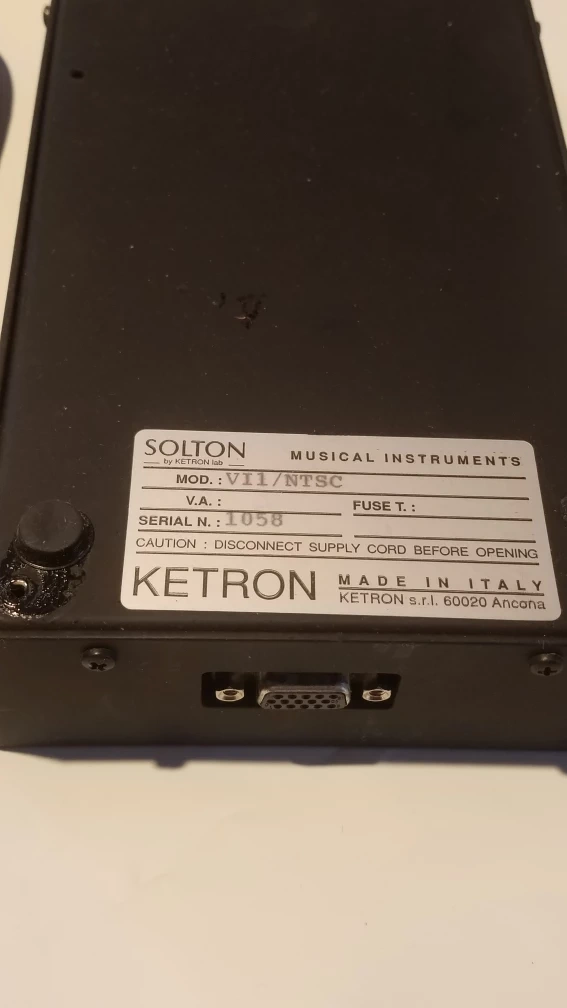 SOLTON
by KETRON lab
MUSICAL INSTRUMENTS
MOD. : VI1/NTSC
V.A. :
FUSE T. :
SERIAL N. : 1058
CAUTION : DISCONNECT SUPPLY CORD BEFORE OPENING
KETRON
MADE IN ITALY
KETRON s.r.l. 60020 Ancona